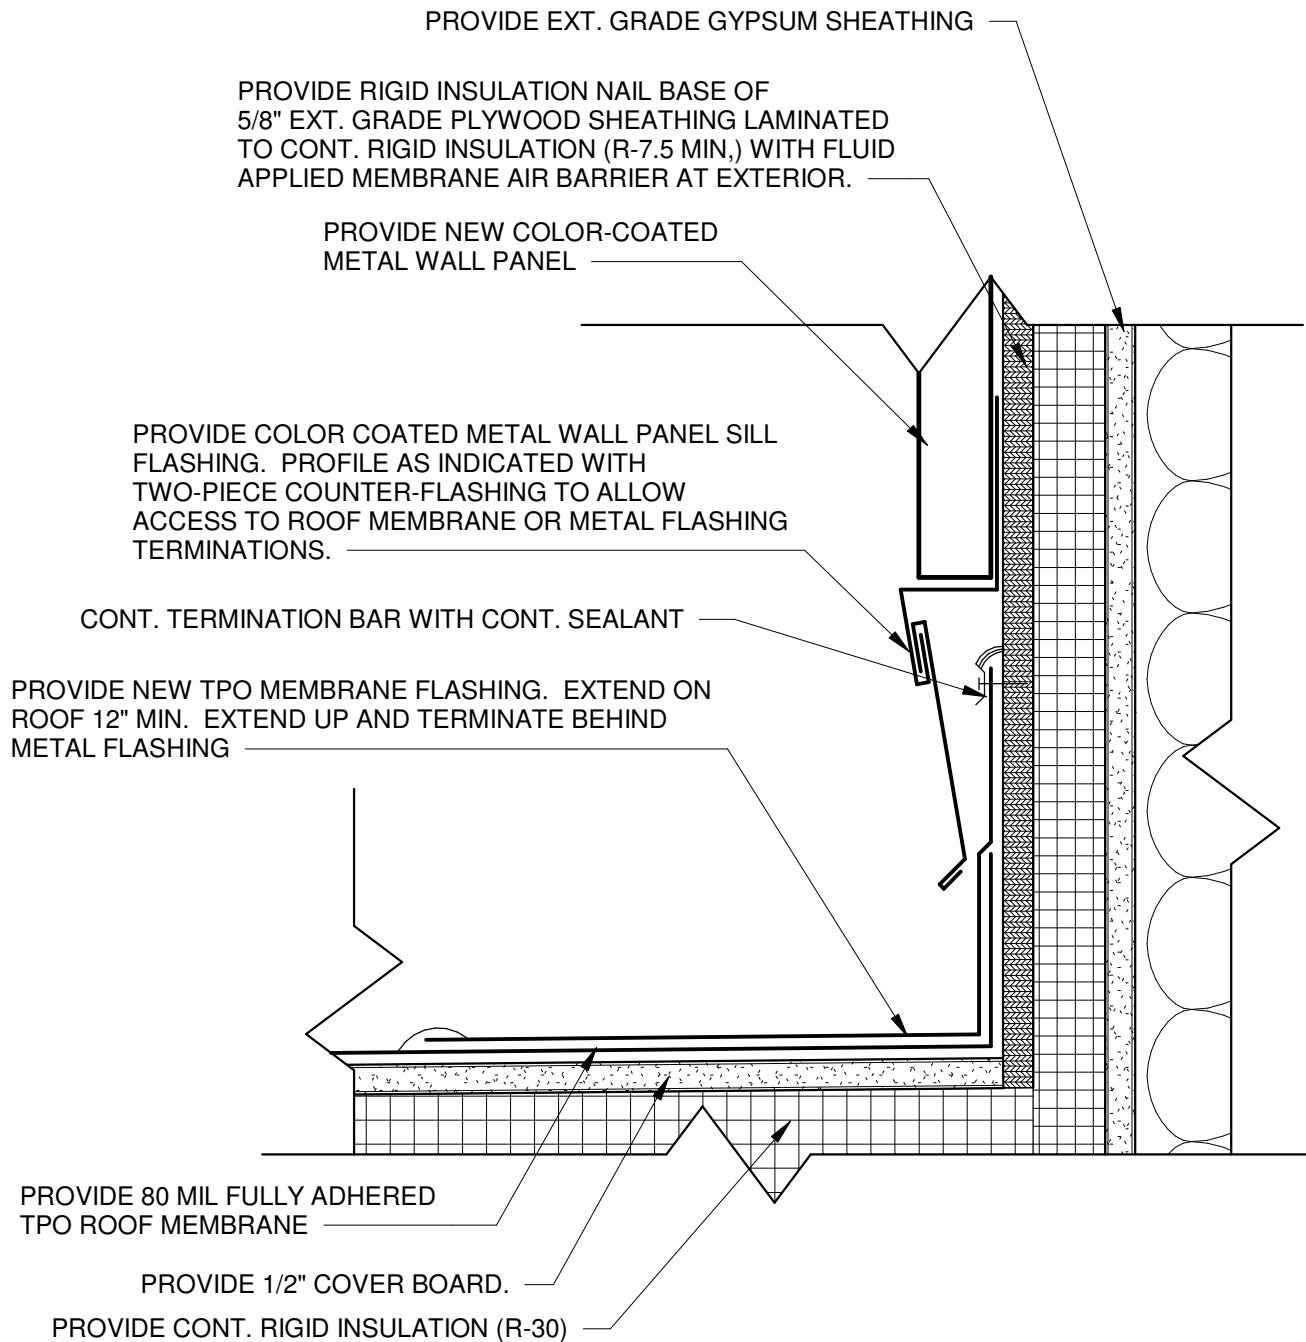 PROVIDE EXT. GRADE GYPSUM SHEATHING
PROVIDE RIGID INSULATION NAIL BASE OF
5/8" EXT. GRADE PLYWOOD SHEATHING LAMINATED
TO CONT. RIGID INSULATION (R-7.5 MIN,) WITH FLUID
APPLIED MEMBRANE AIR BARRIER AT EXTERIOR.
PROVIDE NEW COLOR-COATED
METAL WALL PANEL
PROVIDE COLOR COATED METAL WALL PANEL SILL
FLASHING.  PROFILE AS INDICATED WITH
TWO-PIECE COUNTER-FLASHING TO ALLOW
ACCESS TO ROOF MEMBRANE OR METAL FLASHING
TERMINATIONS.
CONT. TERMINATION BAR WITH CONT. SEALANT
PROVIDE NEW TPO MEMBRANE FLASHING.  EXTEND ON
ROOF 12" MIN.  EXTEND UP AND TERMINATE BEHIND
METAL FLASHING
PROVIDE 80 MIL FULLY ADHERED
TPO ROOF MEMBRANE
PROVIDE 1/2" COVER BOARD.
PROVIDE CONT. RIGID INSULATION (R-30)